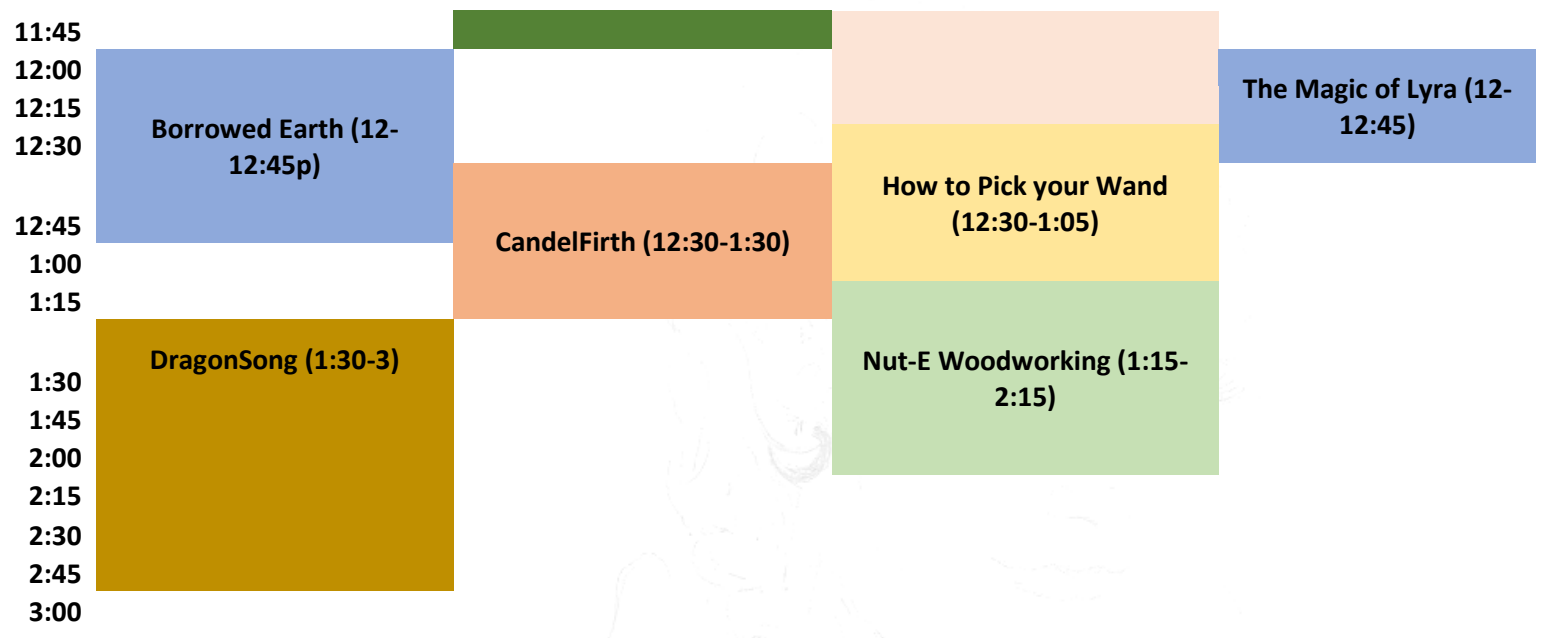 11:45
12:00
12:15
12:30
12:45
1:00
1:15
1:30
1:45
2:00
2:15
2:30
2:45
3:00
Borrowed Earth (12-
12:45p)
DragonSong (1:30-3)
CandelFirth (12:30-1:30)
How to Pick your Wand
(12:30-1:05)
Nut-E Woodworking (1:15-
2:15)
The Magic of Lyra (12-
12:45)